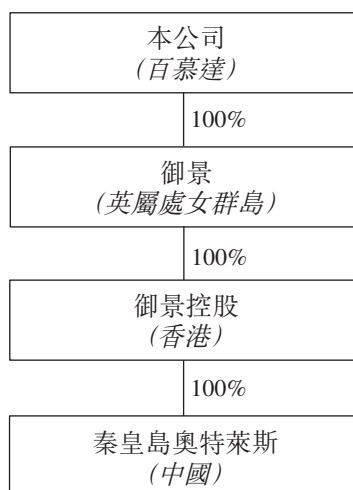 本公司
(百慕達)
100%
御景
(英屬處女群島)
100%
御景控股
(香港)
100%
秦皇島奧特萊斯
(中國)